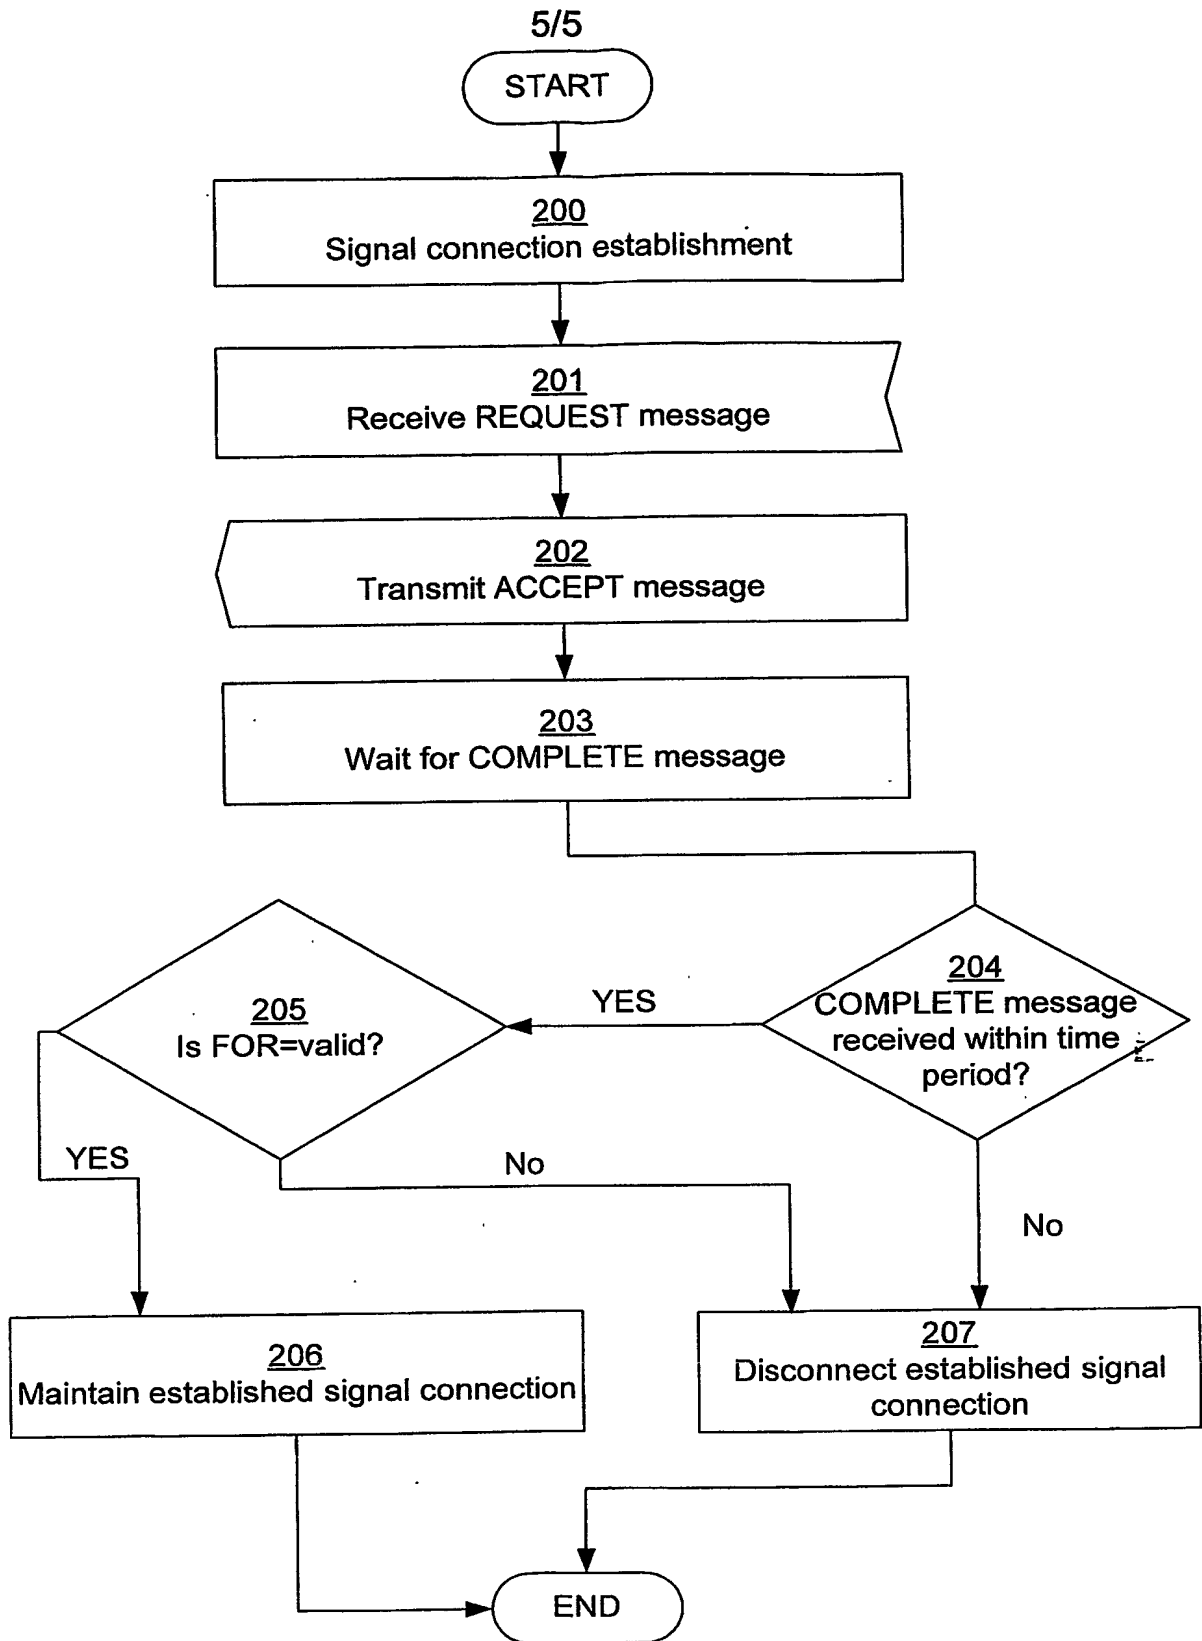 5/5
START
200
Signal connection establishment
201
Receive REQUEST message
202
Transmit ACCEPT message
203
Wait for COMPLETE message
204
COMPLETE message
received within time
period?
YES
205
Is FOR=valid?
YES
No
No
206
Maintain established signal connection
207
Disconnect established signal
connection
END